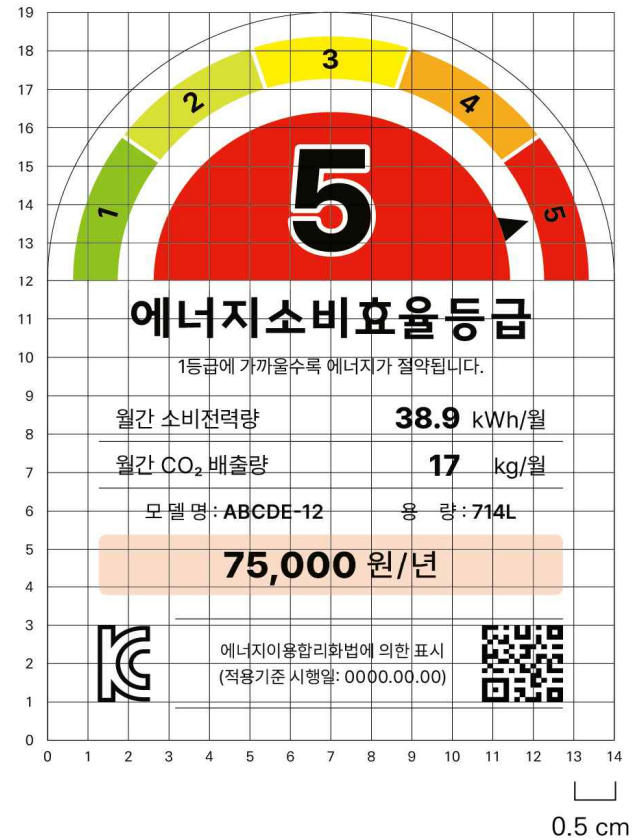 19
18
17
16
15
14
13
12
11
10
9
8
7
6
5
4
3
2
1
0
1
2
3
4
5
5
에너지소비효율등급
1등급에 가까울수록 에너지가 절약됩니다.
월간 소비전력량 38.9 kWh/월
월간 CO₂ 배출량 17 kg/월
모 델 명 : ABCDE-12 용 량 : 714L
75,000 원/년
에너지이용합리화법에 의한 표시
(적용기준 시행일: 0000.00.00)
KC
0 1 2 3 4 5 6 7 8 9 10 11 12 13 14
0.5 cm